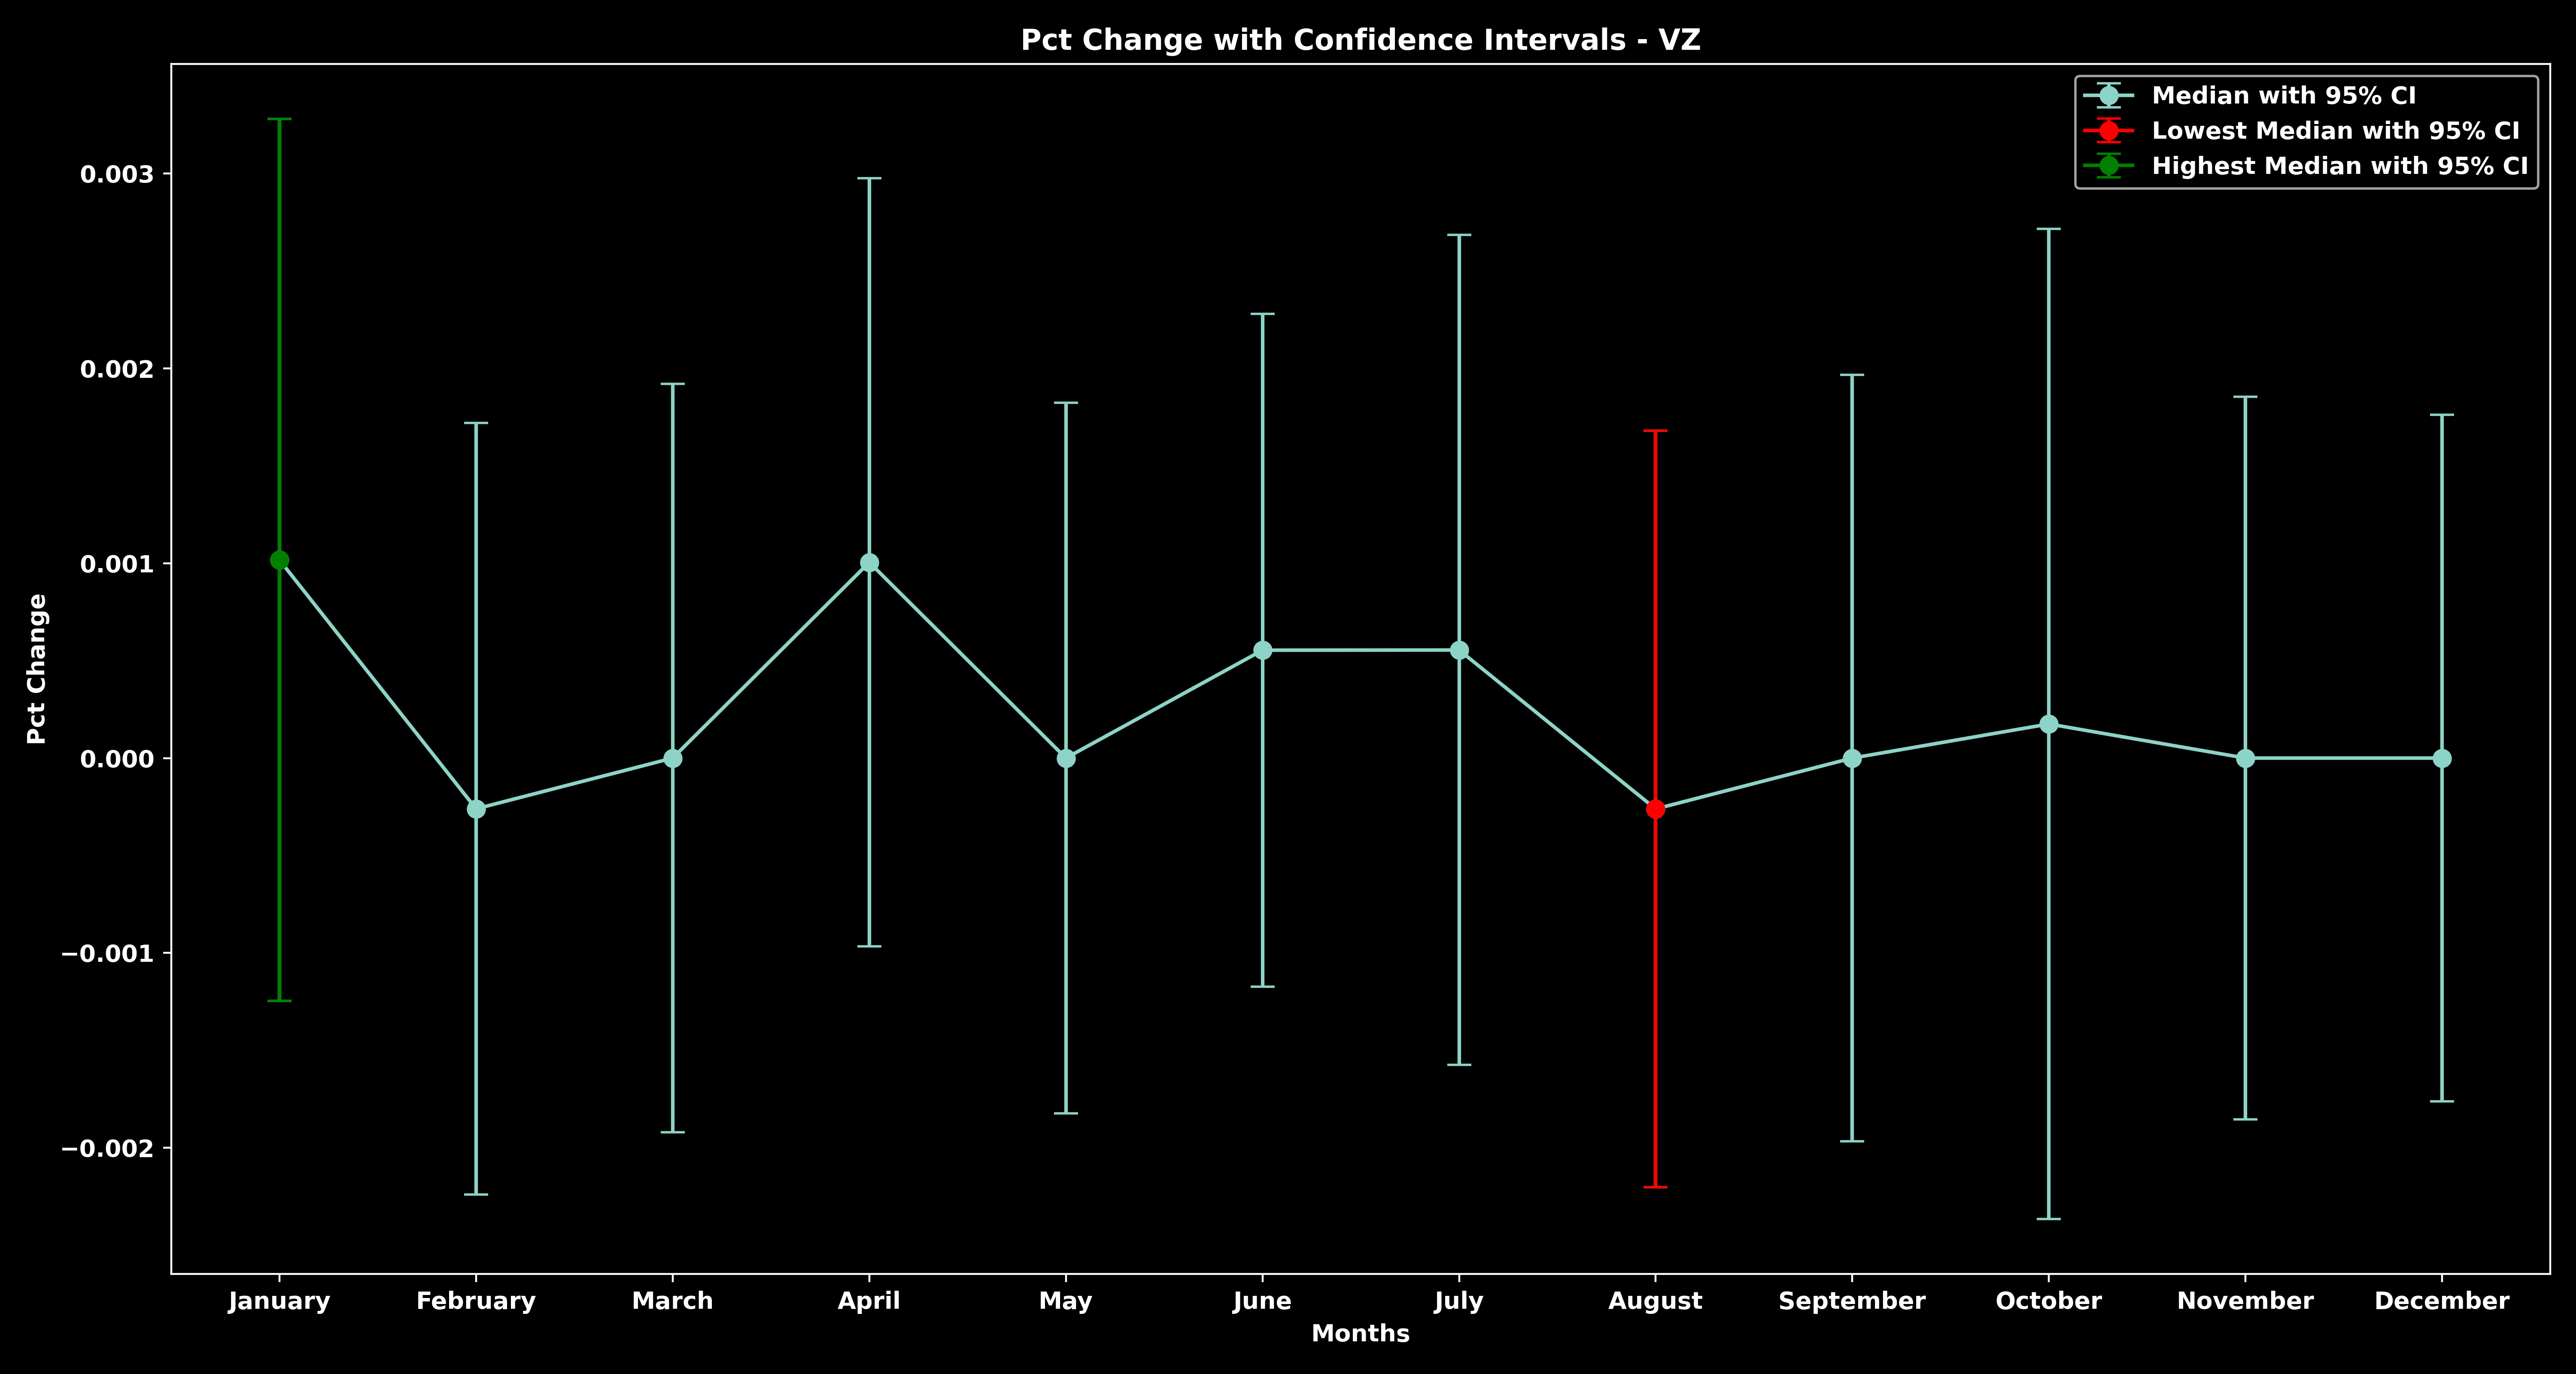 Pct Change with Confidence Intervals - VZ
Median with 95% CI
Lowest Median with 95% CI
Highest Median with 95% CI
Pct Change
0.003
0.002
0.001
0.000
−0.001
−0.002
January February March April May June July August September October November December
Months